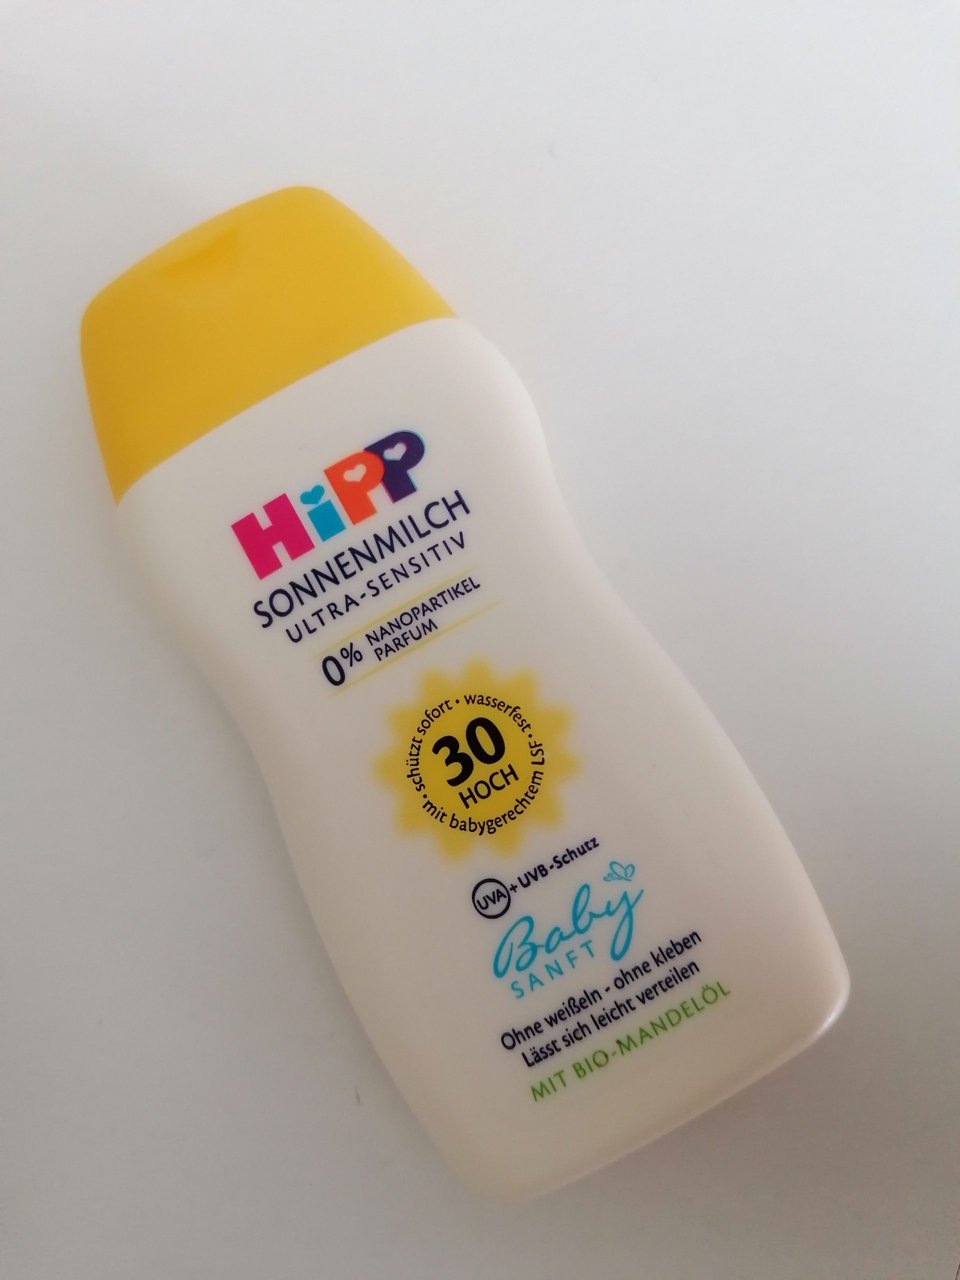 HiPP
SONNENMILCH
ULTRA-SENSITIV
0% NANOPARTIKEL
PARFUM
schützt sofort • wasserfest •
30
HOCH
• mit babygerechtem LSF
UVA + UVB-Schutz
Baby
SANFT
Ohne weißeln - ohne kleben
Lässt sich leicht verteilen
MIT BIO-MANDELÖL